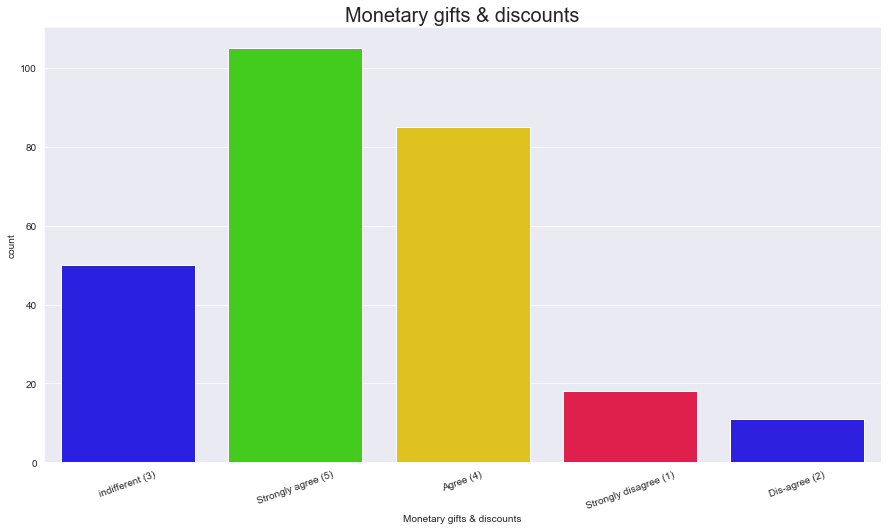 Monetary gifts & discounts
100
80
60
40
20
0
count
indifferent (3)
Strongly agree (5)
Agree (4)
Strongly disagree (1)
Dis-agree (2)
Monetary gifts & discounts